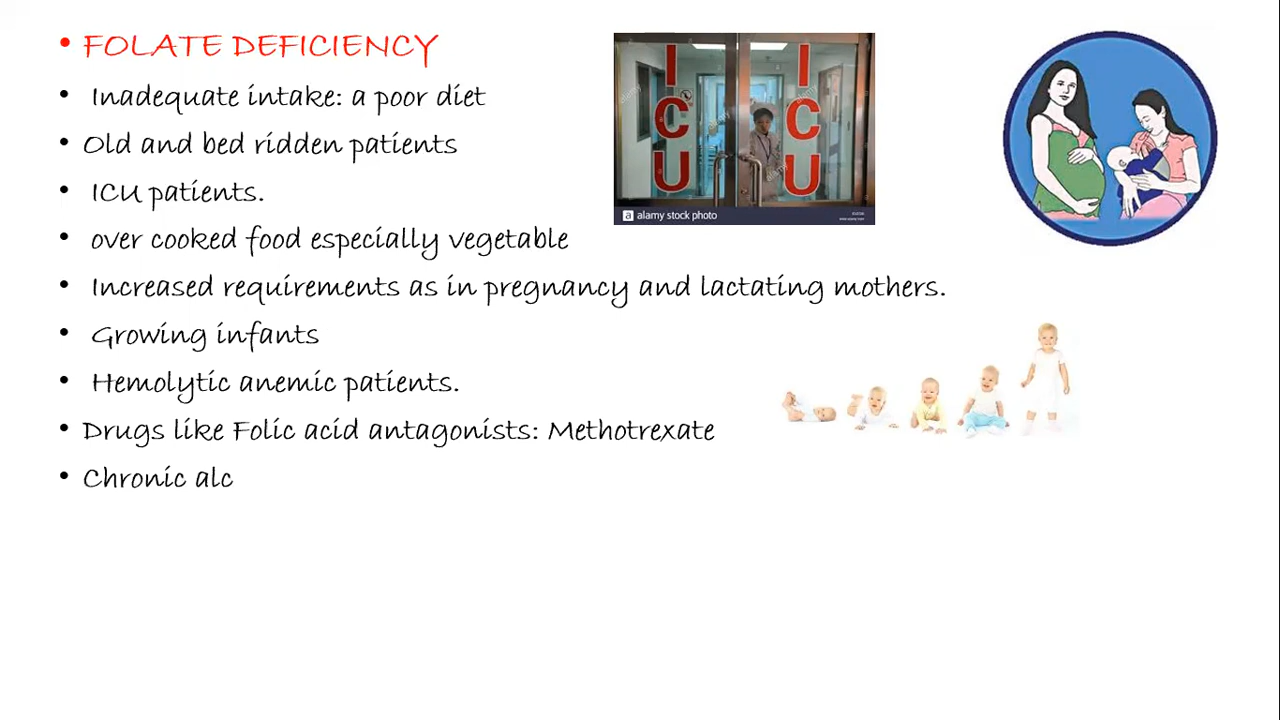 • FOLATE DEFICIENCY
• Inadequate intake: a poor diet
• Old and bed ridden patients
• ICU patients.
• over cooked food especially vegetable
• Increased requirements as in pregnancy and lactating mothers.
• Growing infants
• Hemolytic anemic patients.
• Drugs like Folic acid antagonists: Methotrexate
• Chronic alc
I C U
I C U
alamy
alamy
a alamy stock photo